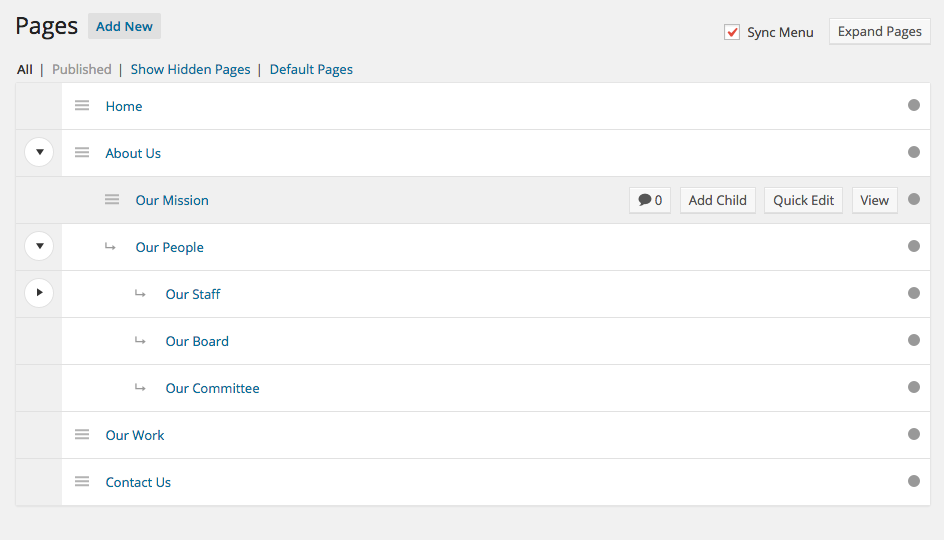 Pages Add New
Sync Menu Expand Pages
All | Published | Show Hidden Pages | Default Pages
Home
About Us
Our Mission 0 Add Child Quick Edit View
Our People
Our Staff
Our Board
Our Committee
Our Work
Contact Us